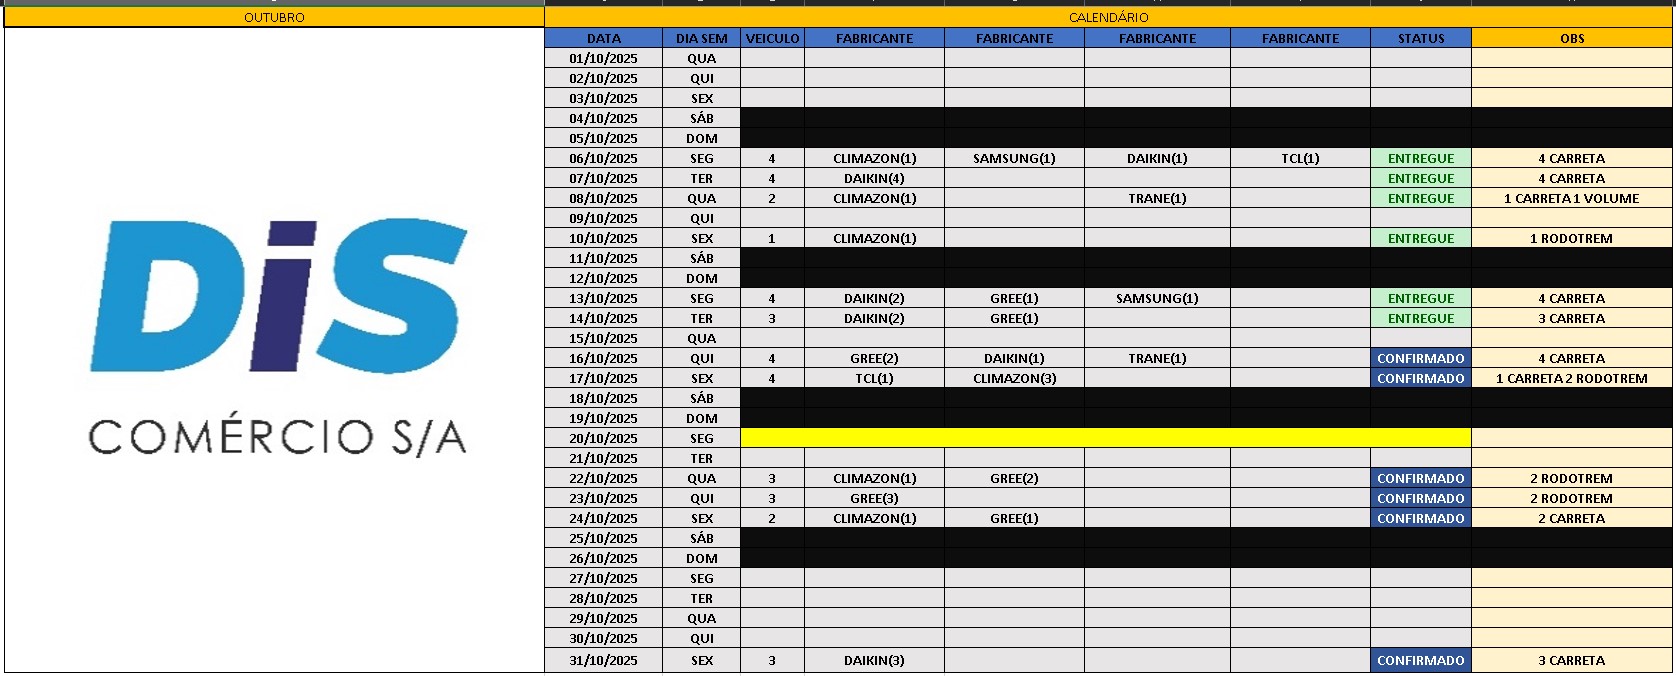 OUTUBRO CALENDÁRIO
DATA DIA SEM VEICULO FABRICANTE FABRICANTE FABRICANTE FABRICANTE STATUS OBS
01/10/2025 QUA
02/10/2025 QUI
03/10/2025 SEX
04/10/2025 SÁB
05/10/2025 DOM
06/10/2025 SEG 4 CLIMAZON(1) SAMSUNG(1) DAIKIN(1) TCL(1) ENTREGUE 4 CARRETA
07/10/2025 TER 4 DAIKIN(4) ENTREGUE 4 CARRETA
08/10/2025 QUA 2 CLIMAZON(1) TRANE(1) ENTREGUE 1 CARRETA 1 VOLUME
09/10/2025 QUI
10/10/2025 SEX 1 CLIMAZON(1) ENTREGUE 1 RODOTREM
11/10/2025 SÁB
12/10/2025 DOM
13/10/2025 SEG 4 DAIKIN(2) GREE(1) SAMSUNG(1) ENTREGUE 4 CARRETA
14/10/2025 TER 3 DAIKIN(2) GREE(1) ENTREGUE 3 CARRETA
15/10/2025 QUA
16/10/2025 QUI 4 GREE(2) DAIKIN(1) TRANE(1) CONFIRMADO 4 CARRETA
17/10/2025 SEX 4 TCL(1) CLIMAZON(3) CONFIRMADO 1 CARRETA 2 RODOTREM
18/10/2025 SÁB
19/10/2025 DOM
20/10/2025 SEG
21/10/2025 TER
22/10/2025 QUA 3 CLIMAZON(1) GREE(2) CONFIRMADO 2 RODOTREM
23/10/2025 QUI 3 GREE(3) CONFIRMADO 2 RODOTREM
24/10/2025 SEX 2 CLIMAZON(1) GREE(1) CONFIRMADO 2 CARRETA
25/10/2025 SÁB
26/10/2025 DOM
27/10/2025 SEG
28/10/2025 TER
29/10/2025 QUA
30/10/2025 QUI
31/10/2025 SEX 3 DAIKIN(3) CONFIRMADO 3 CARRETA
DiS
COMÉRCIO S/A